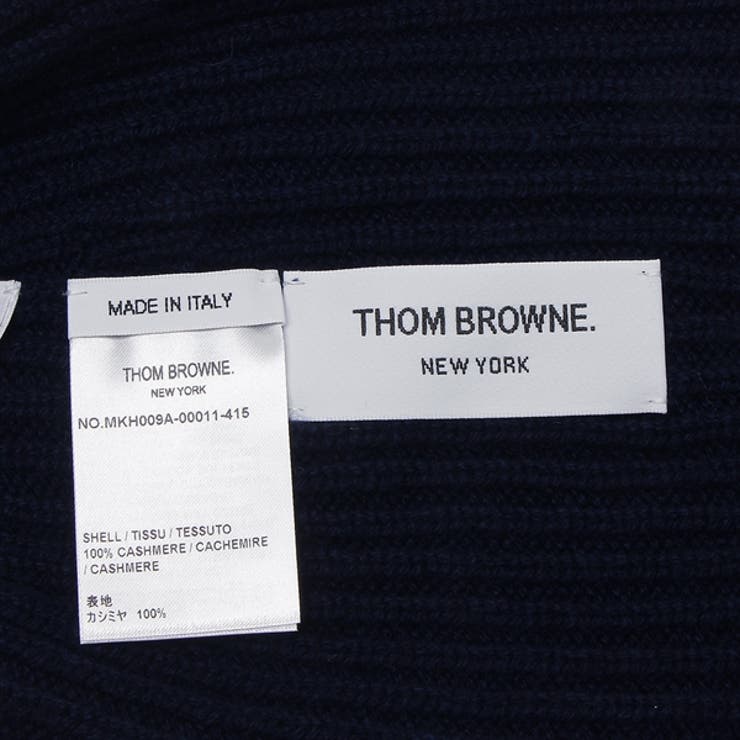 MADE IN ITALY
THOM BROWNE.
NEW YORK
NO.MKH009A-00011-415
SHELL / TISSU / TESSUTO
100% CASHMERE / CACHEMIRE
/ CASHMERE
表地
カシミヤ 100%
THOM BROWNE.
NEW YORK